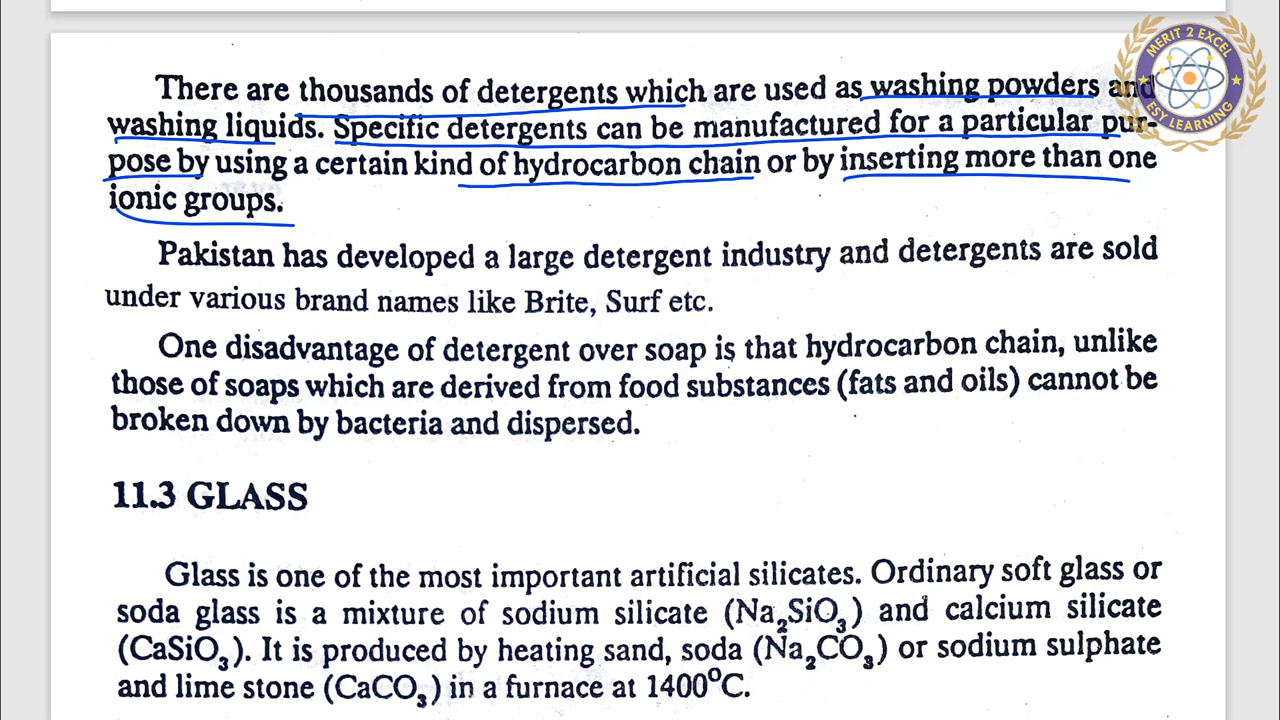 MERIT 2 EXCEL
ESY LEARNING
There are thousands of detergents which are used as washing powders and
washing liquids. Specific detergents can be manufactured for a particular pur-
pose by using a certain kind of hydrocarbon chain or by inserting more than one
ionic groups.
Pakistan has developed a large detergent industry and detergents are sold
under various brand names like Brite, Surf etc.
One disadvantage of detergent over soap is that hydrocarbon chain, unlike
those of soaps which are derived from food substances (fats and oils) cannot be
broken down by bacteria and dispersed.
11.3 GLASS
Glass is one of the most important artificial silicates. Ordinary soft glass or
soda glass is a mixture of sodium silicate (Na₂SiO₃) and calcium silicate
(CaSiO₃). It is produced by heating sand, soda (Na₂CO₃) or sodium sulphate
and lime stone (CaCO₃) in a furnace at 1400°C.